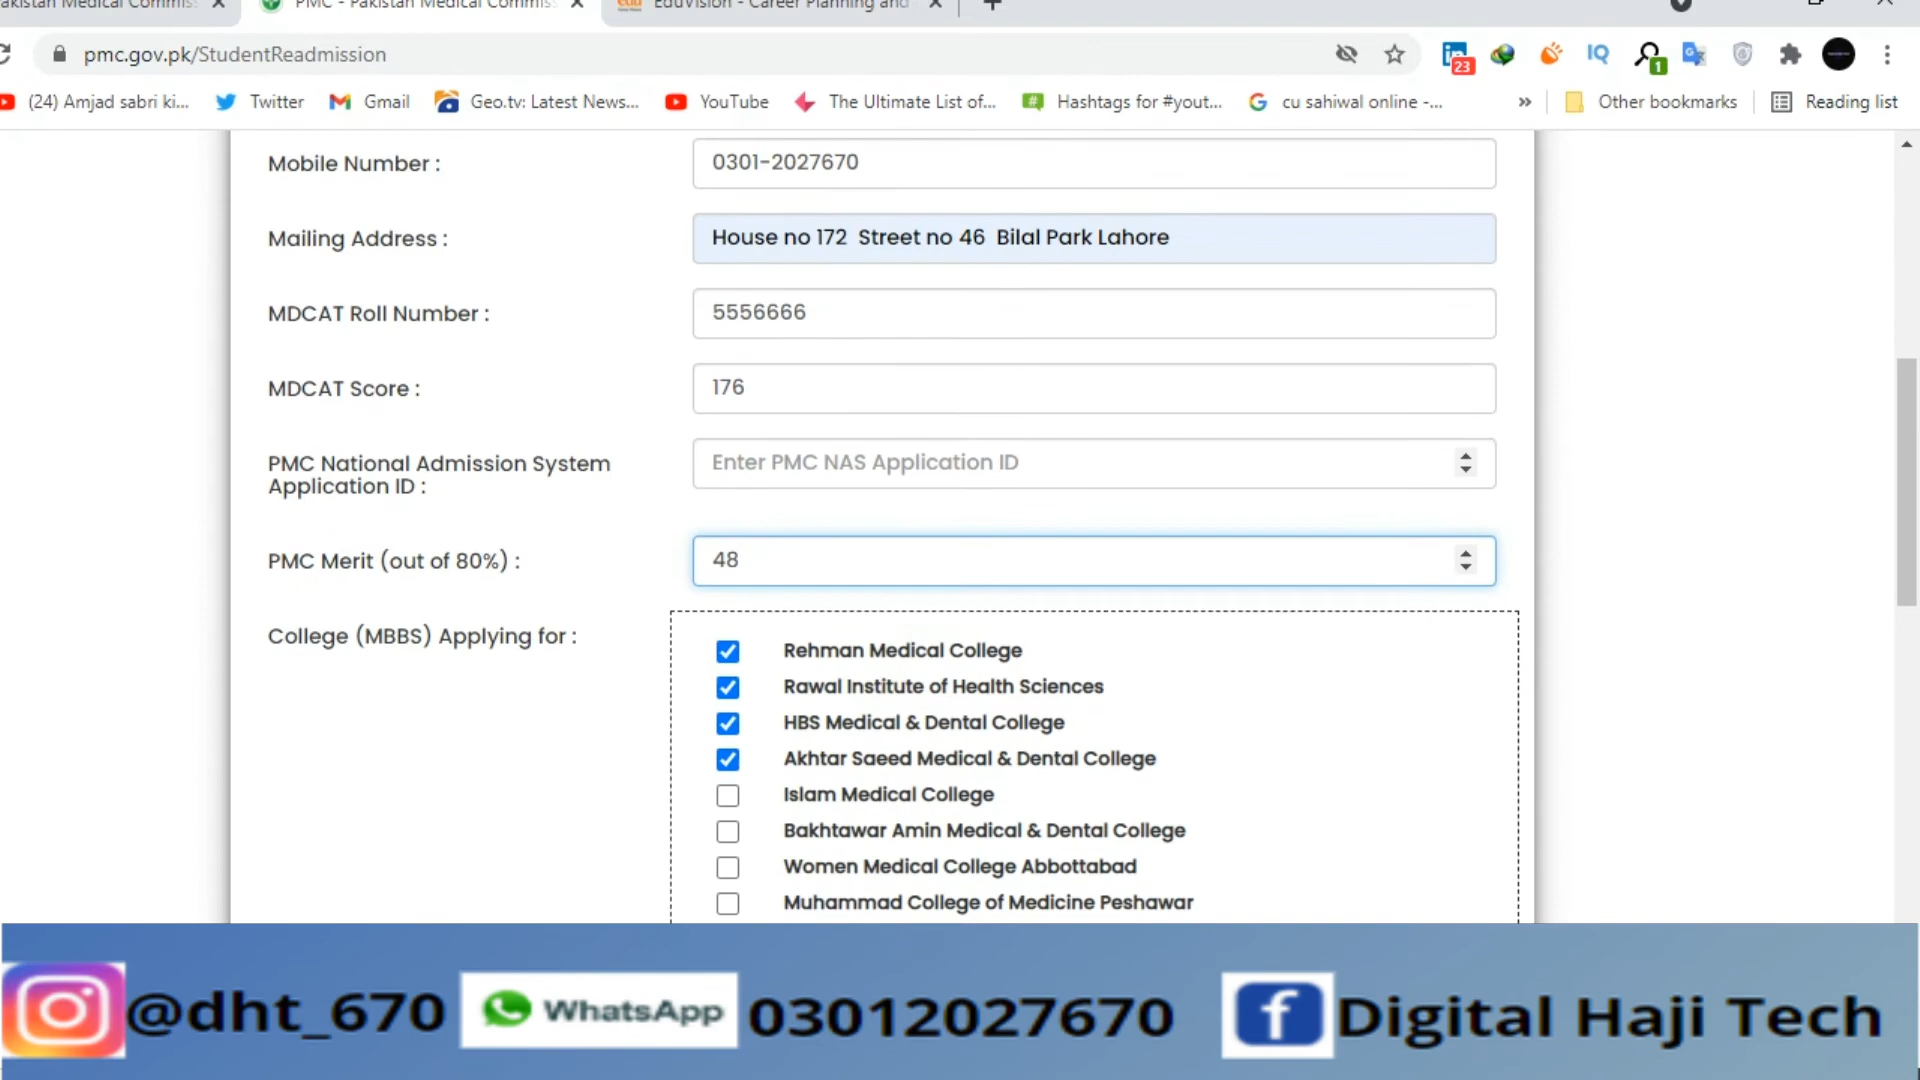 akistan Medical Commis
PMC - Pakistan Medical Commis
EduVision - Career Planning and
pmc.gov.pk/StudentReadmission
23
IQ
1
(24) Amjad sabri ki...
Twitter
Gmail
Geo.tv: Latest News...
YouTube
The Ultimate List of...
Hashtags for #yout...
cu sahiwal online -...
»
Other bookmarks
Reading list
Mobile Number :
0301-2027670
Mailing Address :
House no 172 Street no 46 Bilal Park Lahore
MDCAT Roll Number :
5556666
MDCAT Score :
176
PMC National Admission System
Application ID :
Enter PMC NAS Application ID
PMC Merit (out of 80%) :
48
College (MBBS) Applying for :
Rehman Medical College
Rawal Institute of Health Sciences
HBS Medical & Dental College
Akhtar Saeed Medical & Dental College
Islam Medical College
Bakhtawar Amin Medical & Dental College
Women Medical College Abbottabad
Muhammad College of Medicine Peshawar
@dht_670
WhatsApp
03012027670
Digital Haji Tech